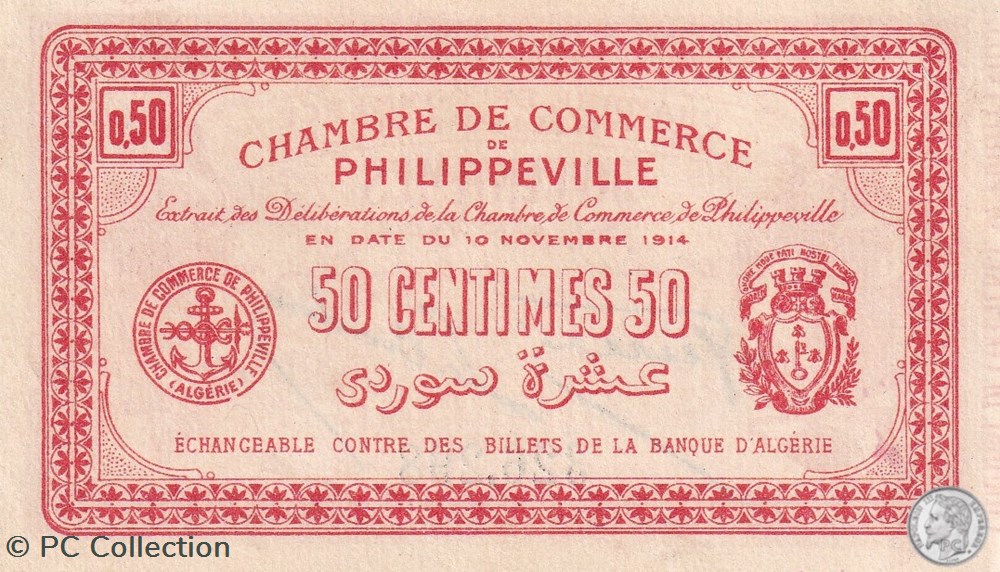 0,50
0,50
CHAMBRE DE COMMERCE
DE
PHILIPPEVILLE
Extrait des Délibérations de la Chambre de Commerce de Philippeville
EN DATE DU 10 NOVEMBRE 1914
50 CENTIMES 50
عشرة سوردي
CHAMBRE DE COMMERCE DE PHILIPPEVILLE
(ALGÉRIE)
ÉCHANGEABLE CONTRE DES BILLETS DE LA BANQUE D'ALGÉRIE
© PC Collection
PC